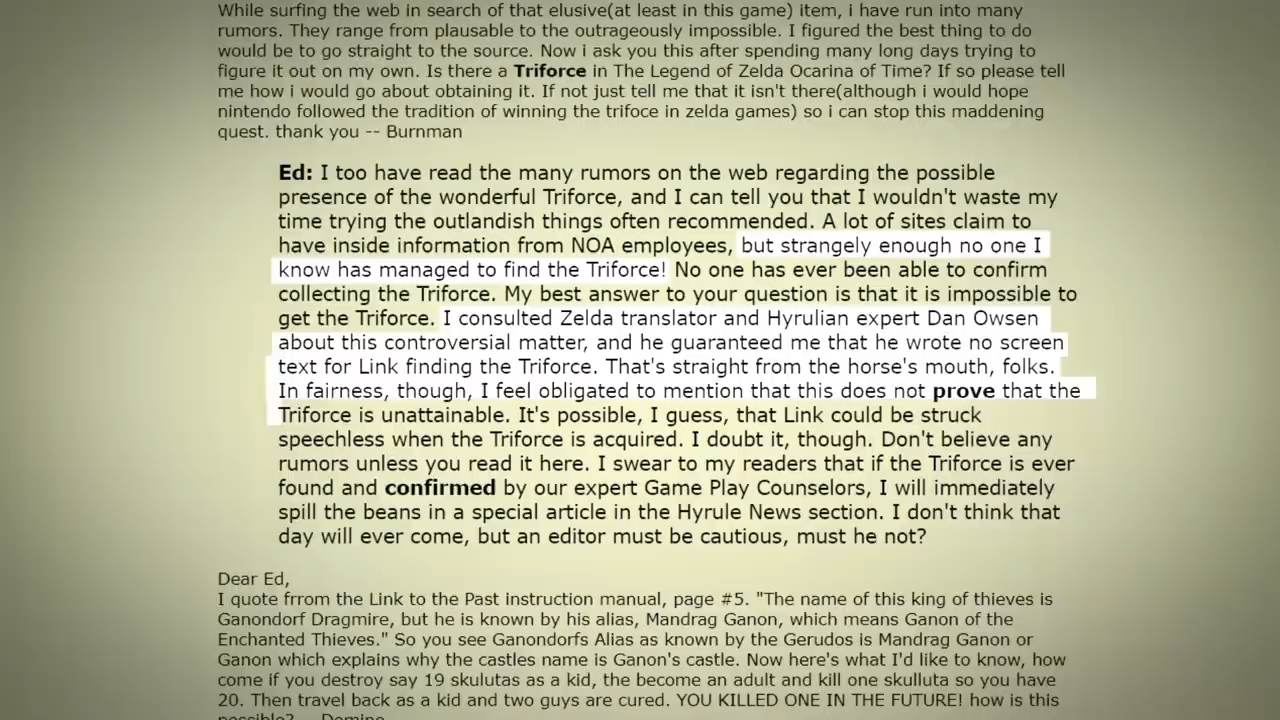 While surfing the web in search of that elusive(at least in this game) item, i have run into many
rumors. They range from plausable to the outrageously impossible. I figured the best thing to do
would be to go straight to the source. Now i ask you this after spending many long days trying to
figure it out on my own. Is there a Triforce in The Legend of Zelda Ocarina of Time? If so please tell
me how i would go about obtaining it. If not just tell me that it isn't there(although i would hope
nintendo followed the tradition of winning the trifoce in zelda games) so i can stop this maddening
quest. thank you -- Burnman
Ed: I too have read the many rumors on the web regarding the possible
presence of the wonderful Triforce, and I can tell you that I wouldn't waste my
time trying the outlandish things often recommended. A lot of sites claim to
have inside information from NOA employees, but strangely enough no one I
know has managed to find the Triforce! No one has ever been able to confirm
collecting the Triforce. My best answer to your question is that it is impossible to
get the Triforce. I consulted Zelda translator and Hyrulian expert Dan Owsen
about this controversial matter, and he guaranteed me that he wrote no screen
text for Link finding the Triforce. That's straight from the horse's mouth, folks.
In fairness, though, I feel obligated to mention that this does not prove that the
Triforce is unattainable. It's possible, I guess, that Link could be struck
speechless when the Triforce is acquired. I doubt it, though. Don't believe any
rumors unless you read it here. I swear to my readers that if the Triforce is ever
found and confirmed by our expert Game Play Counselors, I will immediately
spill the beans in a special article in the Hyrule News section. I don't think that
day will ever come, but an editor must be cautious, must he not?
Dear Ed,
I quote frrom the Link to the Past instruction manual, page #5. "The name of this king of thieves is
Ganondorf Dragmire, but he is known by his alias, Mandrag Ganon, which means Ganon of the
Enchanted Thieves." So you see Ganondorfs Alias as known by the Gerudos is Mandrag Ganon or
Ganon which explains why the castles name is Ganon's castle. Now here's what I'd like to know, how
come if you destroy say 19 skulutas as a kid, the become an adult and kill one skulluta so you have
20. Then travel back as a kid and two guys are cured. YOU KILLED ONE IN THE FUTURE! how is this
possible? -- Domino